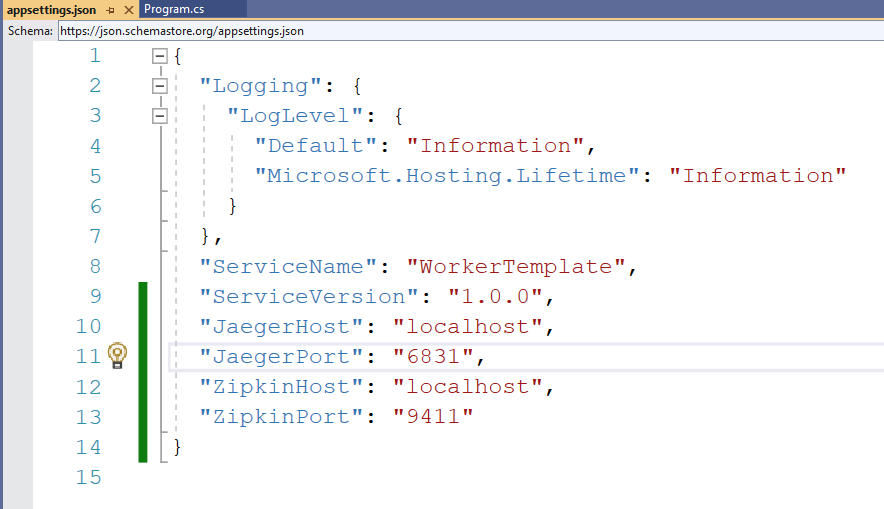 appsettings.json Program.cs
Schema: https://json.schemastore.org/appsettings.json
1 {
2 "Logging": {
3 "LogLevel": {
4 "Default": "Information",
5 "Microsoft.Hosting.Lifetime": "Information"
6 }
7 },
8 "ServiceName": "WorkerTemplate",
9 "ServiceVersion": "1.0.0",
10 "JaegerHost": "localhost",
11 "JaegerPort": "6831",
12 "ZipkinHost": "localhost",
13 "ZipkinPort": "9411"
14 }
15